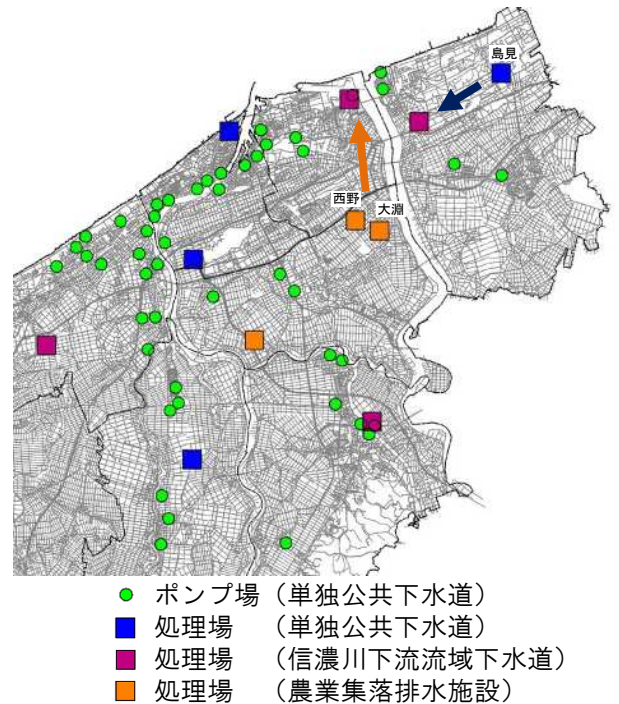 島見
西野
大淵
ポンプ場（単独公共下水道）
処理場　（単独公共下水道）
処理場　（信濃川下流流域下水道）
処理場　（農業集落排水施設）